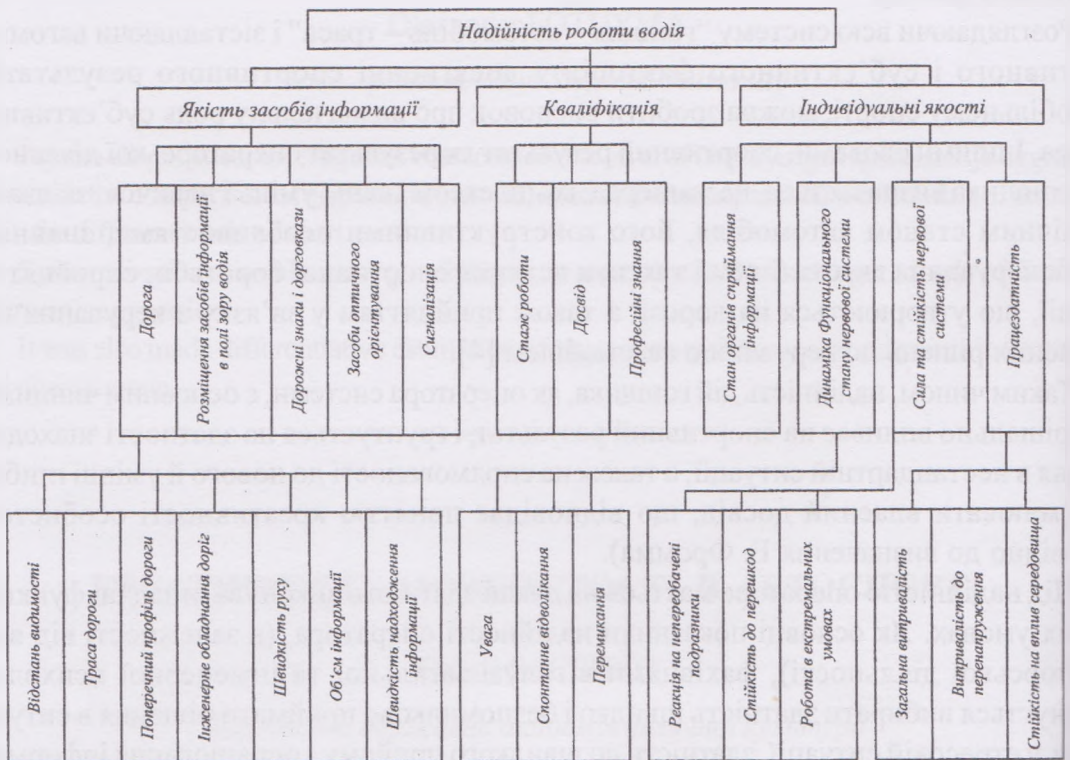 Надійність роботи водія
Якість засобів інформації
Кваліфікація
Індивідуальні якості
Дорога
Розміщення засобів інформації
в полі зору водія
Дорожні знаки і дороговкази
Засоби оптичного
орієнтування
Сигналізація
Стаж роботи
Досвід
Професійні знання
Стан органів сприймання
інформації
Динаміка функціонального
стану нервової системи
Сила та стійкість нервової
системи
Працездатність
Відстань видимості
Траса дороги
Поперечний профіль дороги
Інженерне обладнання доріг
Швидкість руху
Об'єм інформації
Швидкість знаходження
інформації
Увага
Спонтанне відволікання
Перемикання
Реакція на непередбачені
подразники
Стійкість до перешкод
Робота в екстремальних
умовах
Загальна витривалість
Витривалість до
перенапруження
Стійкість до впливу середовища